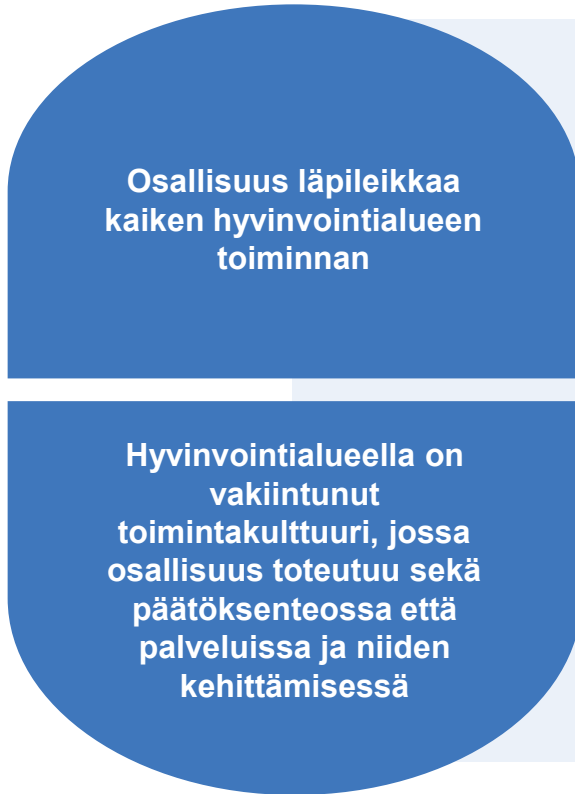 Osallisuus läpileikkaa
kaiken hyvinvointialueen
toiminnan
Hyvinvointialueella on
vakiintunut
toimintakulttuuri, jossa
osallisuus toteutuu sekä
päätöksenteossa että
palveluissa ja niiden
kehittämisessä